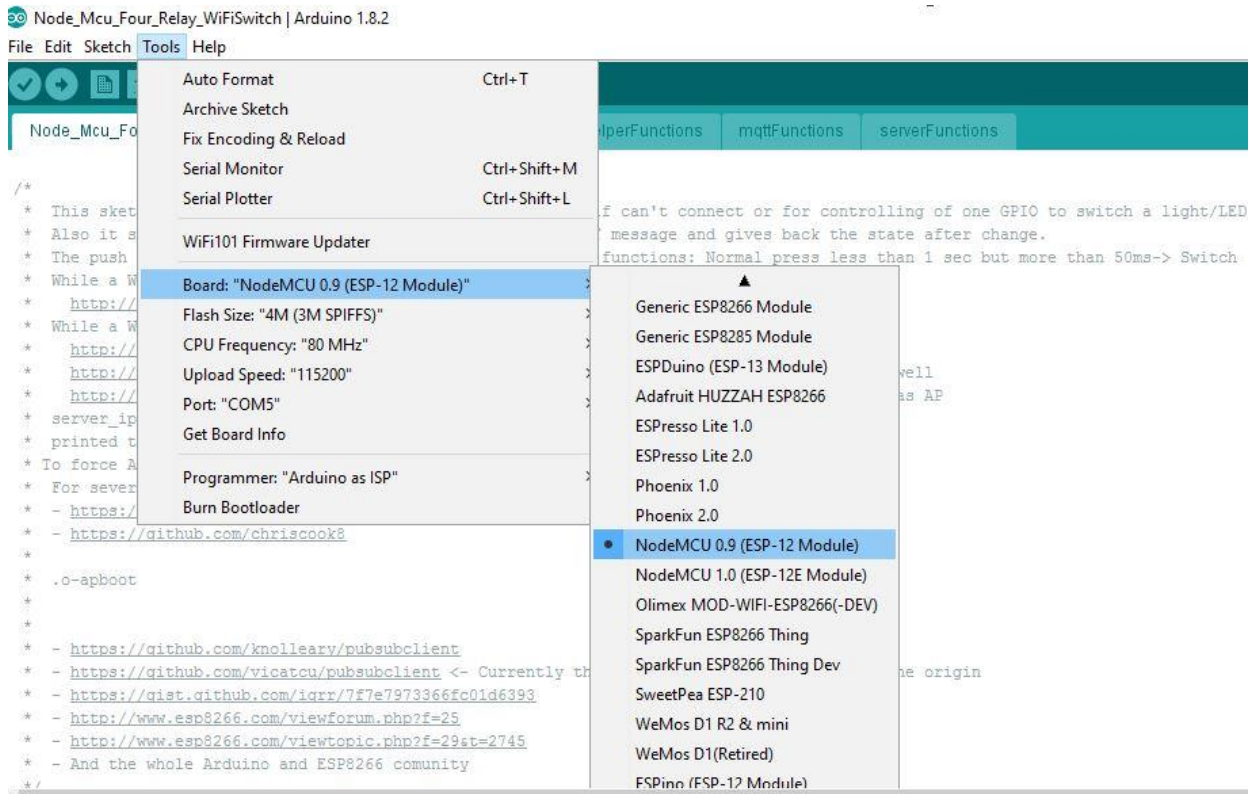 Node_Mcu_Four_Relay_WiFiSwitch | Arduino 1.8.2
File Edit Sketch Tools Help
Node_Mcu_Fo
lperFunctions
mqttFunctions
serverFunctions
Auto Format Ctrl+T
Archive Sketch
Fix Encoding & Reload
Serial Monitor Ctrl+Shift+M
Serial Plotter Ctrl+Shift+L
WiFi101 Firmware Updater
Board: "NodeMCU 0.9 (ESP-12 Module)"
Flash Size: "4M (3M SPIFFS)"
CPU Frequency: "80 MHz"
Upload Speed: "115200"
Port: "COM5"
Get Board Info
Programmer: "Arduino as ISP"
Burn Bootloader
Generic ESP8266 Module
Generic ESP8285 Module
ESPDuino (ESP-13 Module)
Adafruit HUZZAH ESP8266
ESPresso Lite 1.0
ESPresso Lite 2.0
Phoenix 1.0
Phoenix 2.0
NodeMCU 0.9 (ESP-12 Module)
NodeMCU 1.0 (ESP-12E Module)
Olimex MOD-WIFI-ESP8266(-DEV)
SparkFun ESP8266 Thing
SparkFun ESP8266 Thing Dev
SweetPea ESP-210
WeMos D1 R2 & mini
WeMos D1(Retired)
ESPino (ESP-12 Module)
/*
* This sket f can't connect or for controlling of one GPIO to switch a light/LED
* Also it s message and gives back the state after change.
* The push functions: Normal press less than 1 sec but more than 50ms-> Switch
* While a W
* http://
* While a W
* http://
* http:// well
* http:// as AP
* server_ip
* printed t
* To force A
* For sever
* - https:/
* - https://github.com/chriscook8
*
* .o-apboot
*
*
* - https://github.com/knolleary/pubsubclient
* - https://github.com/vicatcu/pubsubclient <- Currently th he origin
* - https://gist.github.com/igrr/7f7e7973366fc01d6393
* - http://www.esp8266.com/viewforum.php?f=25
* - http://www.esp8266.com/viewtopic.php?f=29&t=2745
* - And the whole Arduino and ESP8266 comunity
*/